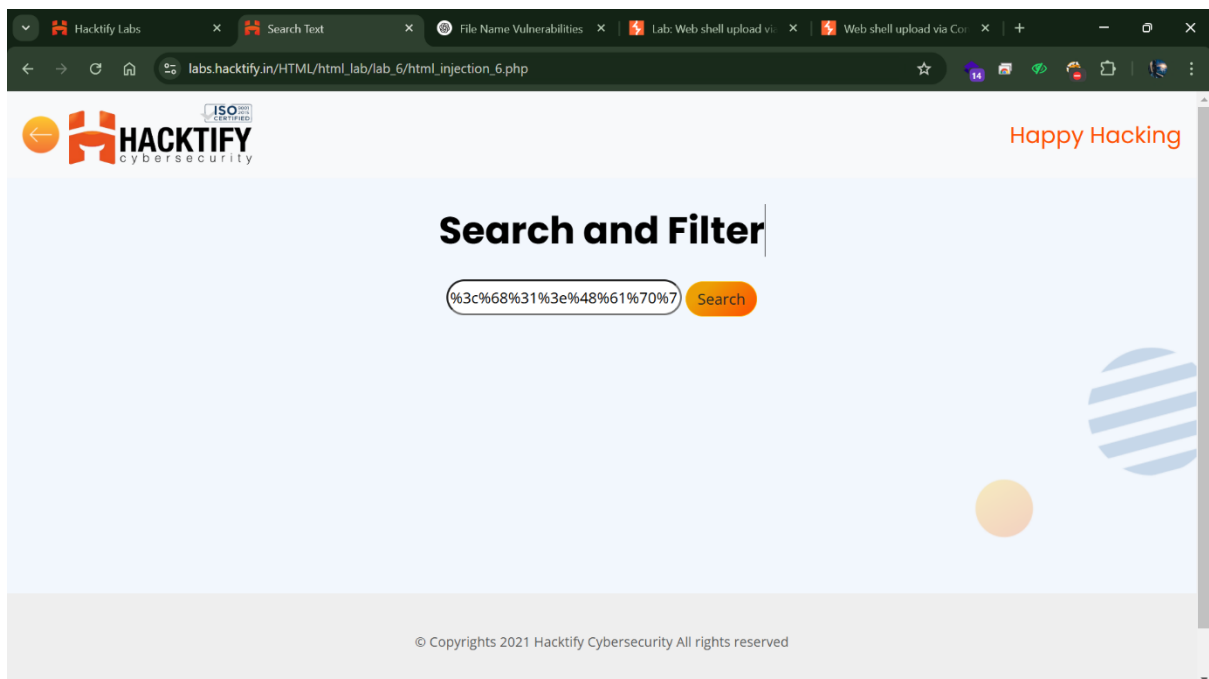 Hacktify Labs
Search Text
File Name Vulnerabilities
Lab: Web shell upload via
Web shell upload via Co
labs.hacktify.in/HTML/html_lab/lab_6/html_injection_6.php
14
ISO
CERTIFIED
HACKTIFY
cybersecurity
Happy Hacking
Search and Filter
%3c%68%31%3e%48%61%70%7
Search
© Copyrights 2021 Hacktify Cybersecurity All rights reserved